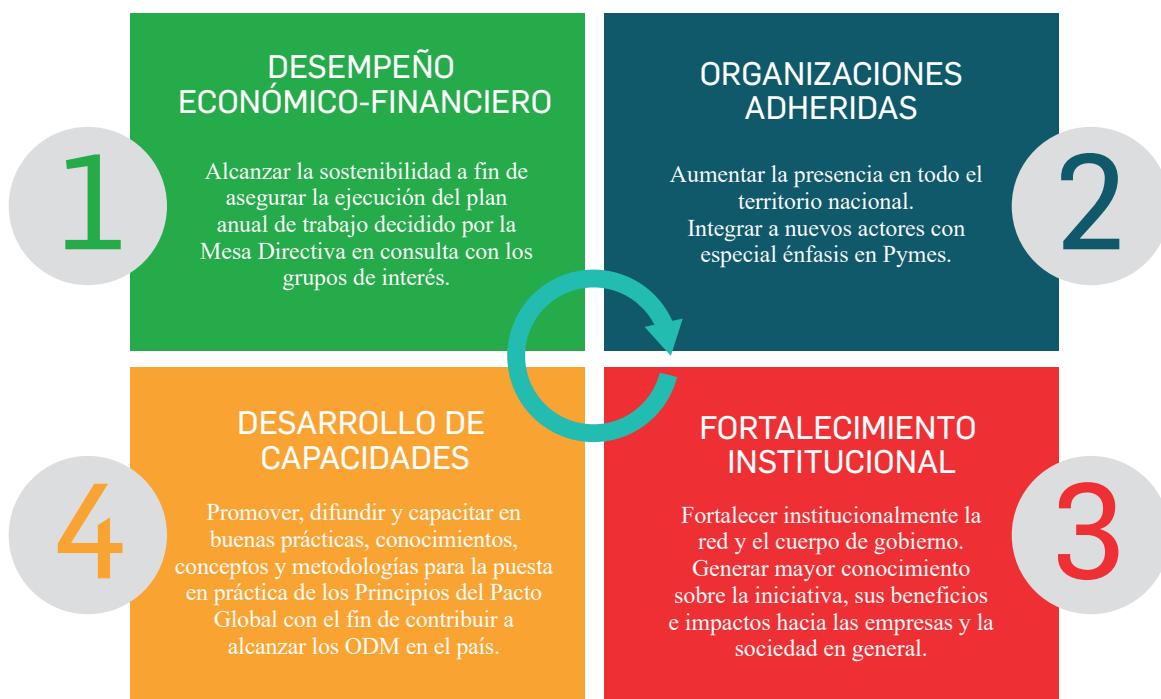 1
DESEMPEÑO
ECONÓMICO-FINANCIERO
Alcanzar la sostenibilidad a fin de
asegurar la ejecución del plan
anual de trabajo decidido por la
Mesa Directiva en consulta con los
grupos de interés.
2
ORGANIZACIONES
ADHERIDAS
Aumentar la presencia en todo el
territorio nacional.
Integrar a nuevos actores con
especial énfasis en Pymes.
3
FORTALECIMIENTO
INSTITUCIONAL
Fortalecer institucionalmente la
red y el cuerpo de gobierno.
Generar mayor conocimiento
sobre la iniciativa, sus beneficios
e impactos hacia las empresas y la
sociedad en general.
4
DESARROLLO DE
CAPACIDADES
Promover, difundir y capacitar en
buenas prácticas, conocimientos,
conceptos y metodologías para la puesta
en práctica de los Principios del Pacto
Global con el fin de contribuir a
alcanzar los ODM en el país.